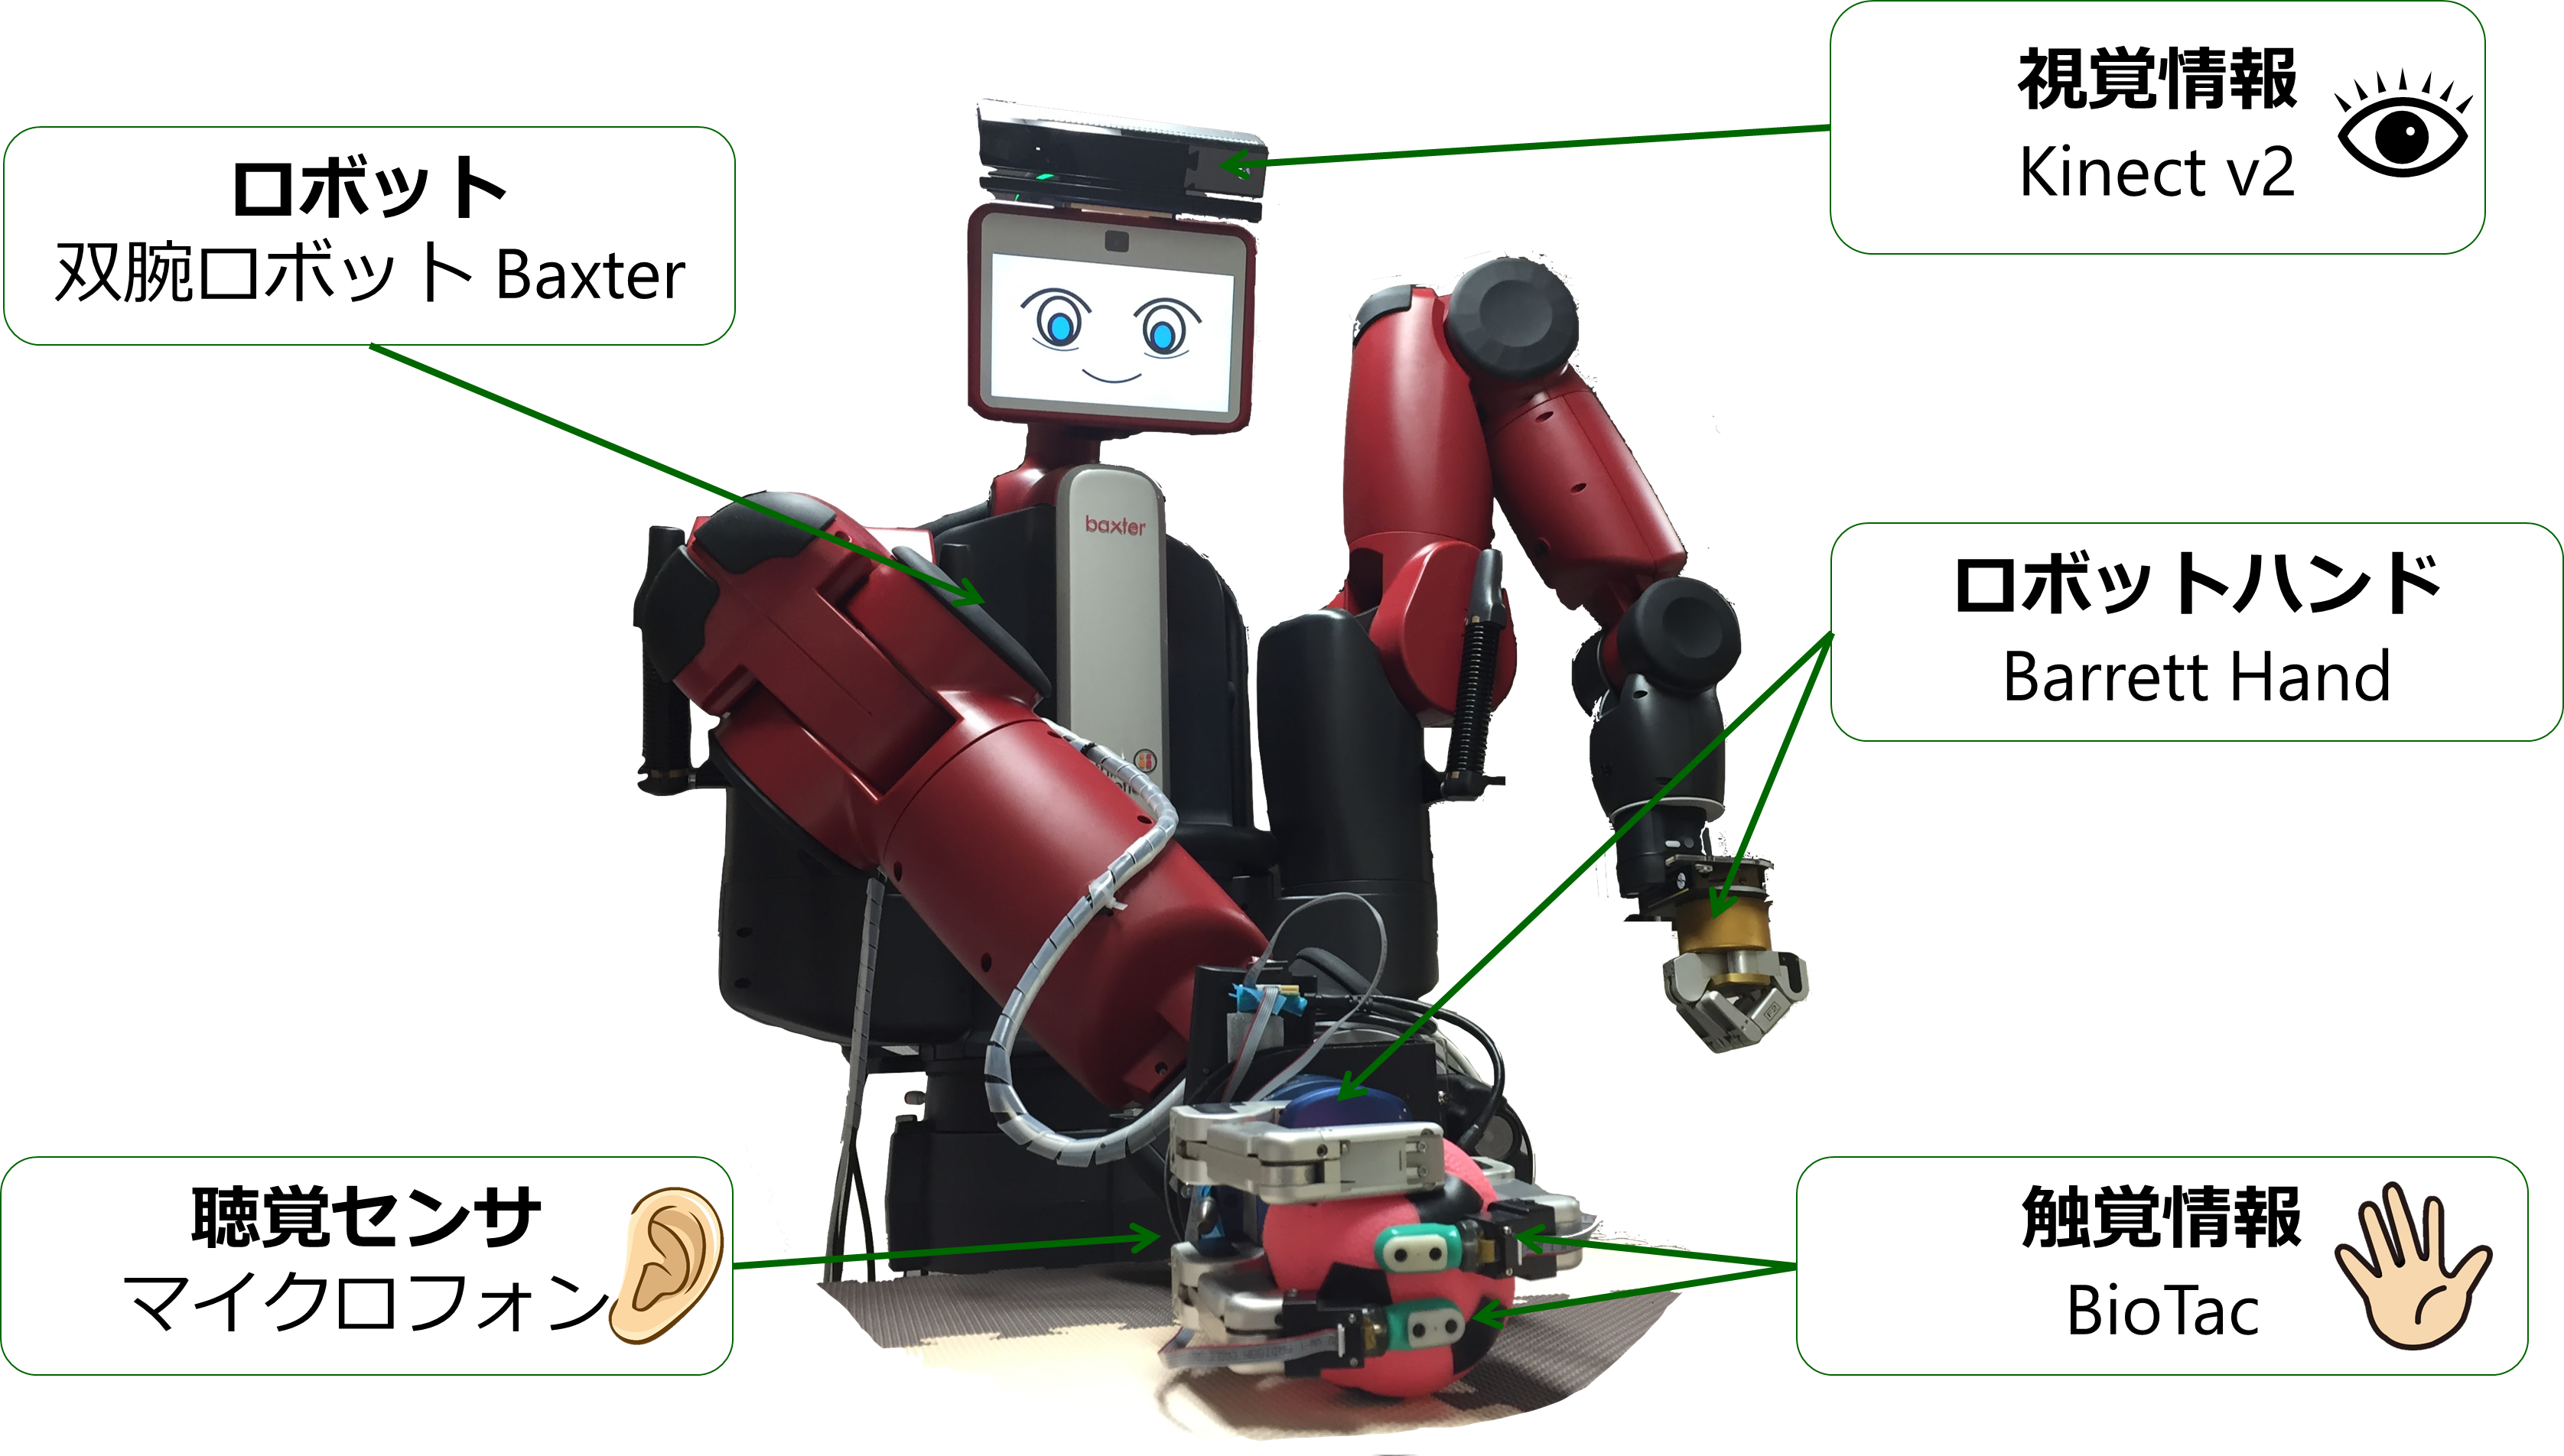 視覚情報
Kinect v2
ロボット
双腕ロボット Baxter
baxter
ロボットハンド
Barrett Hand
聴覚センサ
マイクロフォン
触覚情報
BioTac